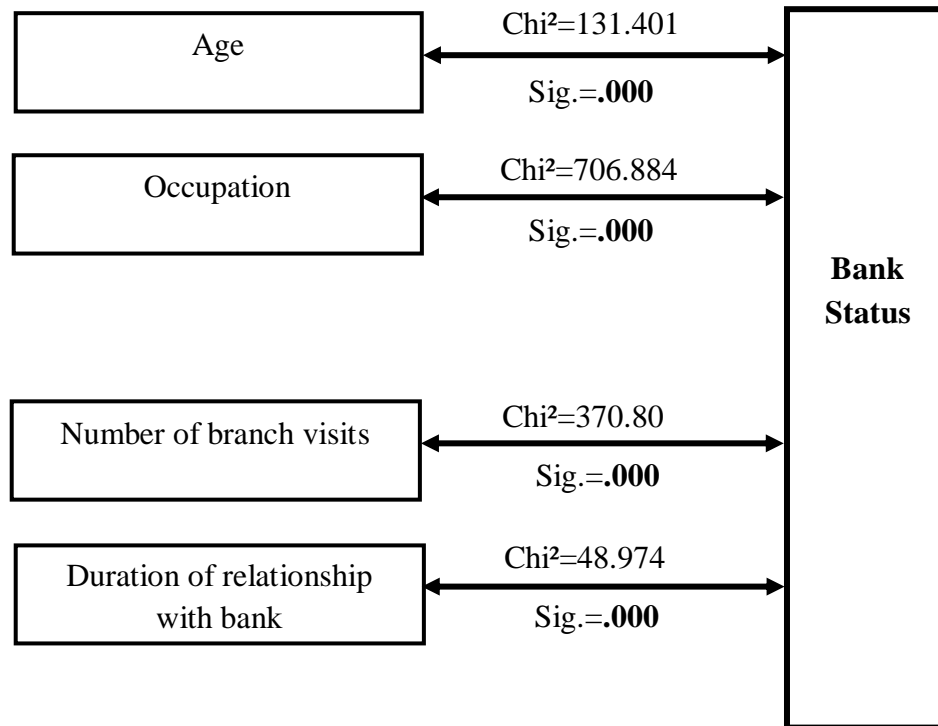 Age
Chi²=131.401
Sig.=.000
Occupation
Chi²=706.884
Sig.=.000
Bank
Status
Number of branch visits
Chi²=370.80
Sig.=.000
Duration of relationship
with bank
Chi²=48.974
Sig.=.000